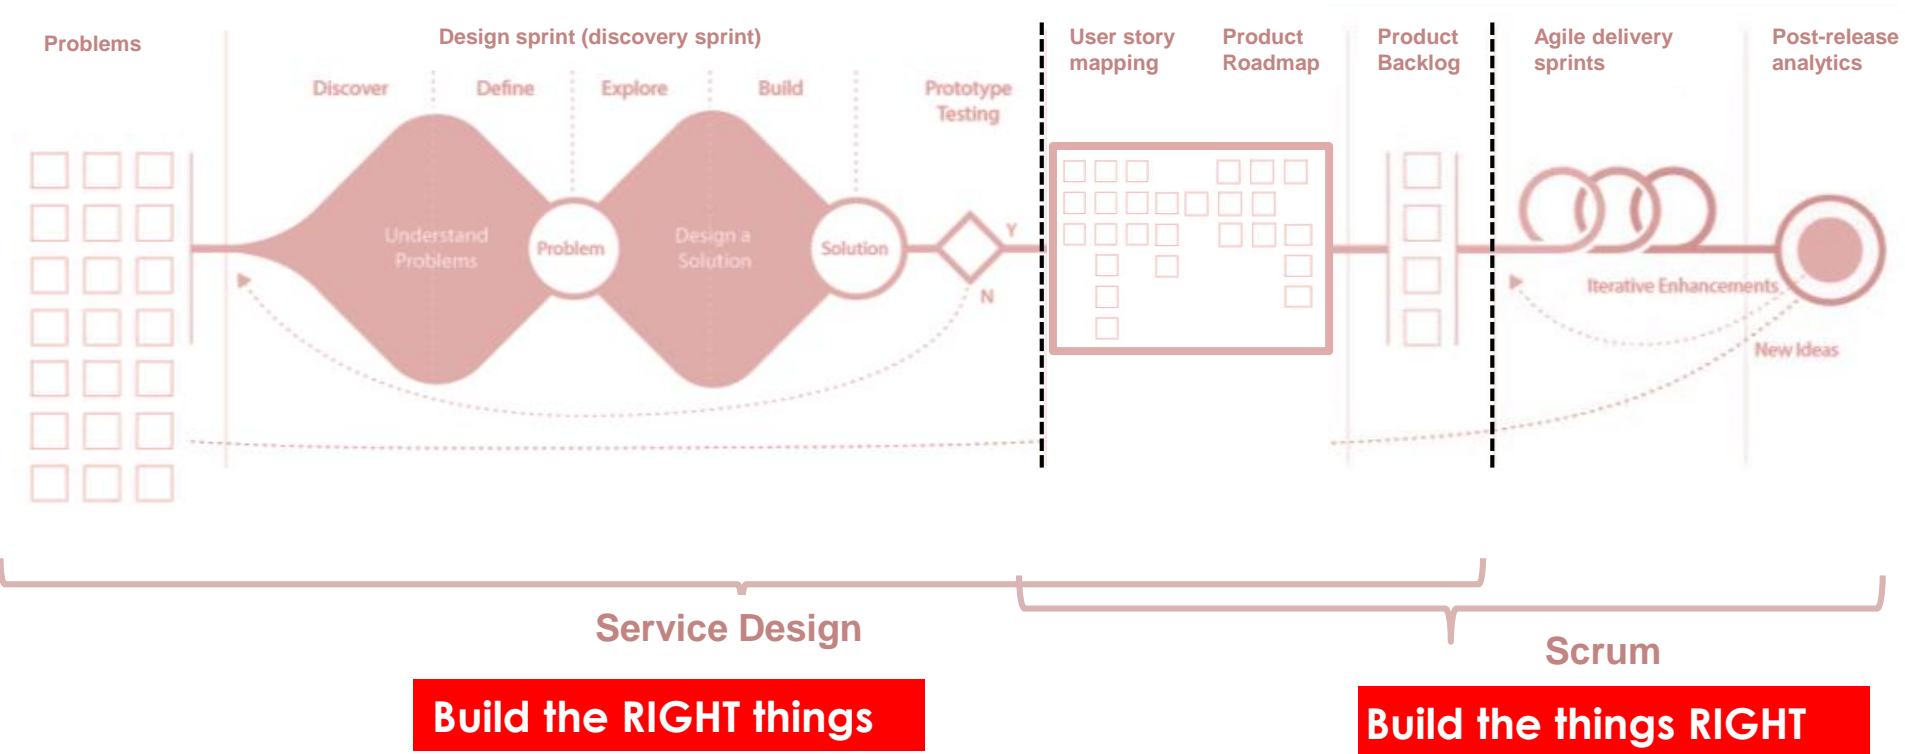 Problems
Design sprint (discovery sprint)
User story
mapping
Product
Roadmap
Product
Backlog
Agile delivery
sprints
Post-release
analytics
Discover
Define
Explore
Build
Prototype
Testing
Understand
Problems
Problem
Design a
Solution
Solution
Y
N
Iterative Enhancements
New Ideas
Service Design
Scrum
Build the RIGHT things
Build the things RIGHT